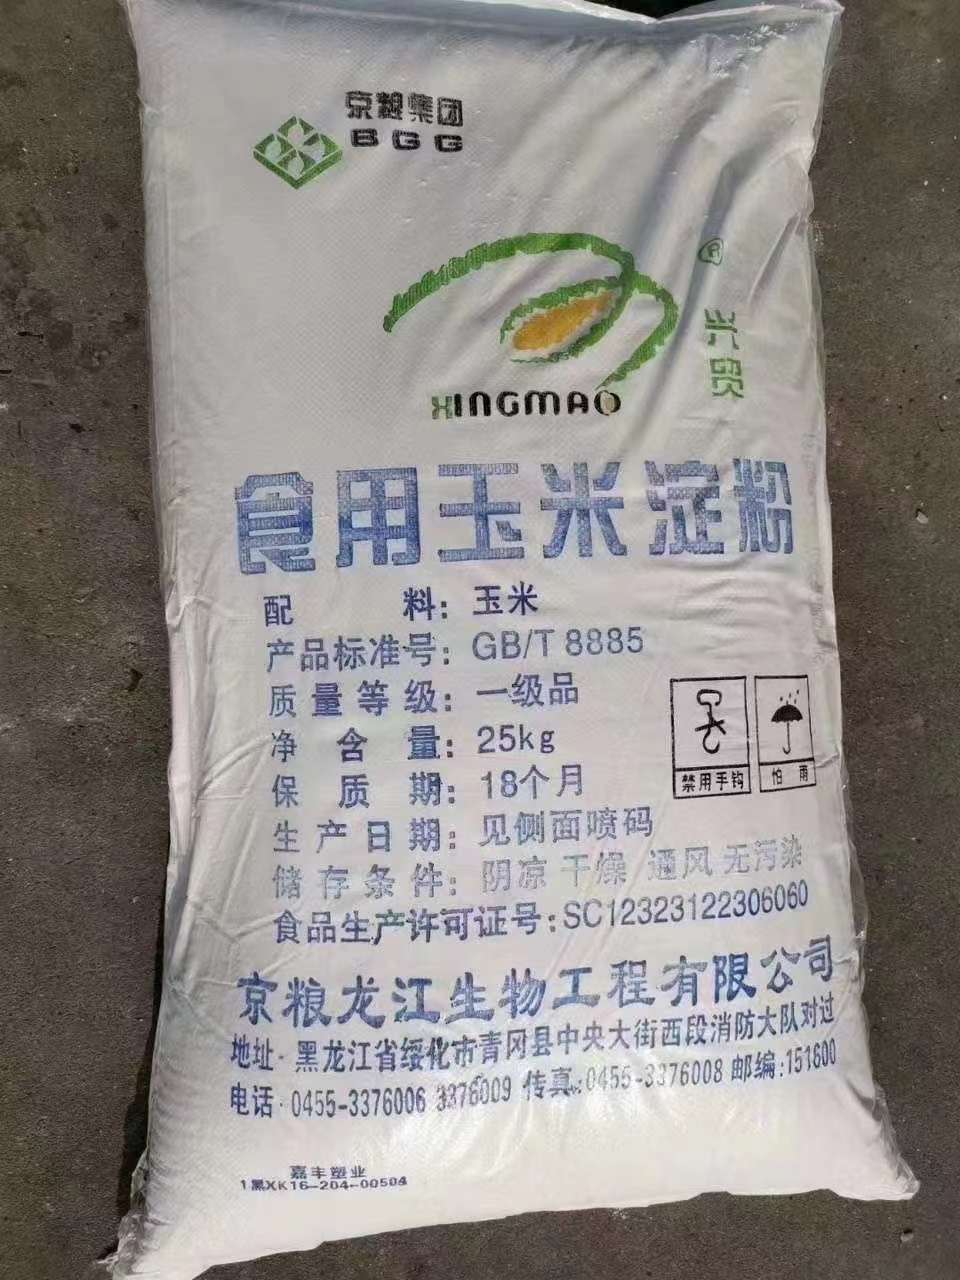 京粮集团
BGG
®
兴贸
XINGMAO
食用玉米淀粉
配料：玉米
产品标准号：GB/T 8885
质量等级：一级品
净含量：25kg
保质期：18个月
生产日期：见侧面喷码
储存条件：阴凉 干燥 通风 无污染
食品生产许可证号：SC12323122306060
禁用手钩
怕雨
京粮龙江生物工程有限公司
地址·黑龙江省绥化市青冈县中央大街西段消防大队对过
电话·0455-3376006 3376009 传真：0455-3376008 邮编：151600
嘉丰塑业
1黑XK16-204-00504